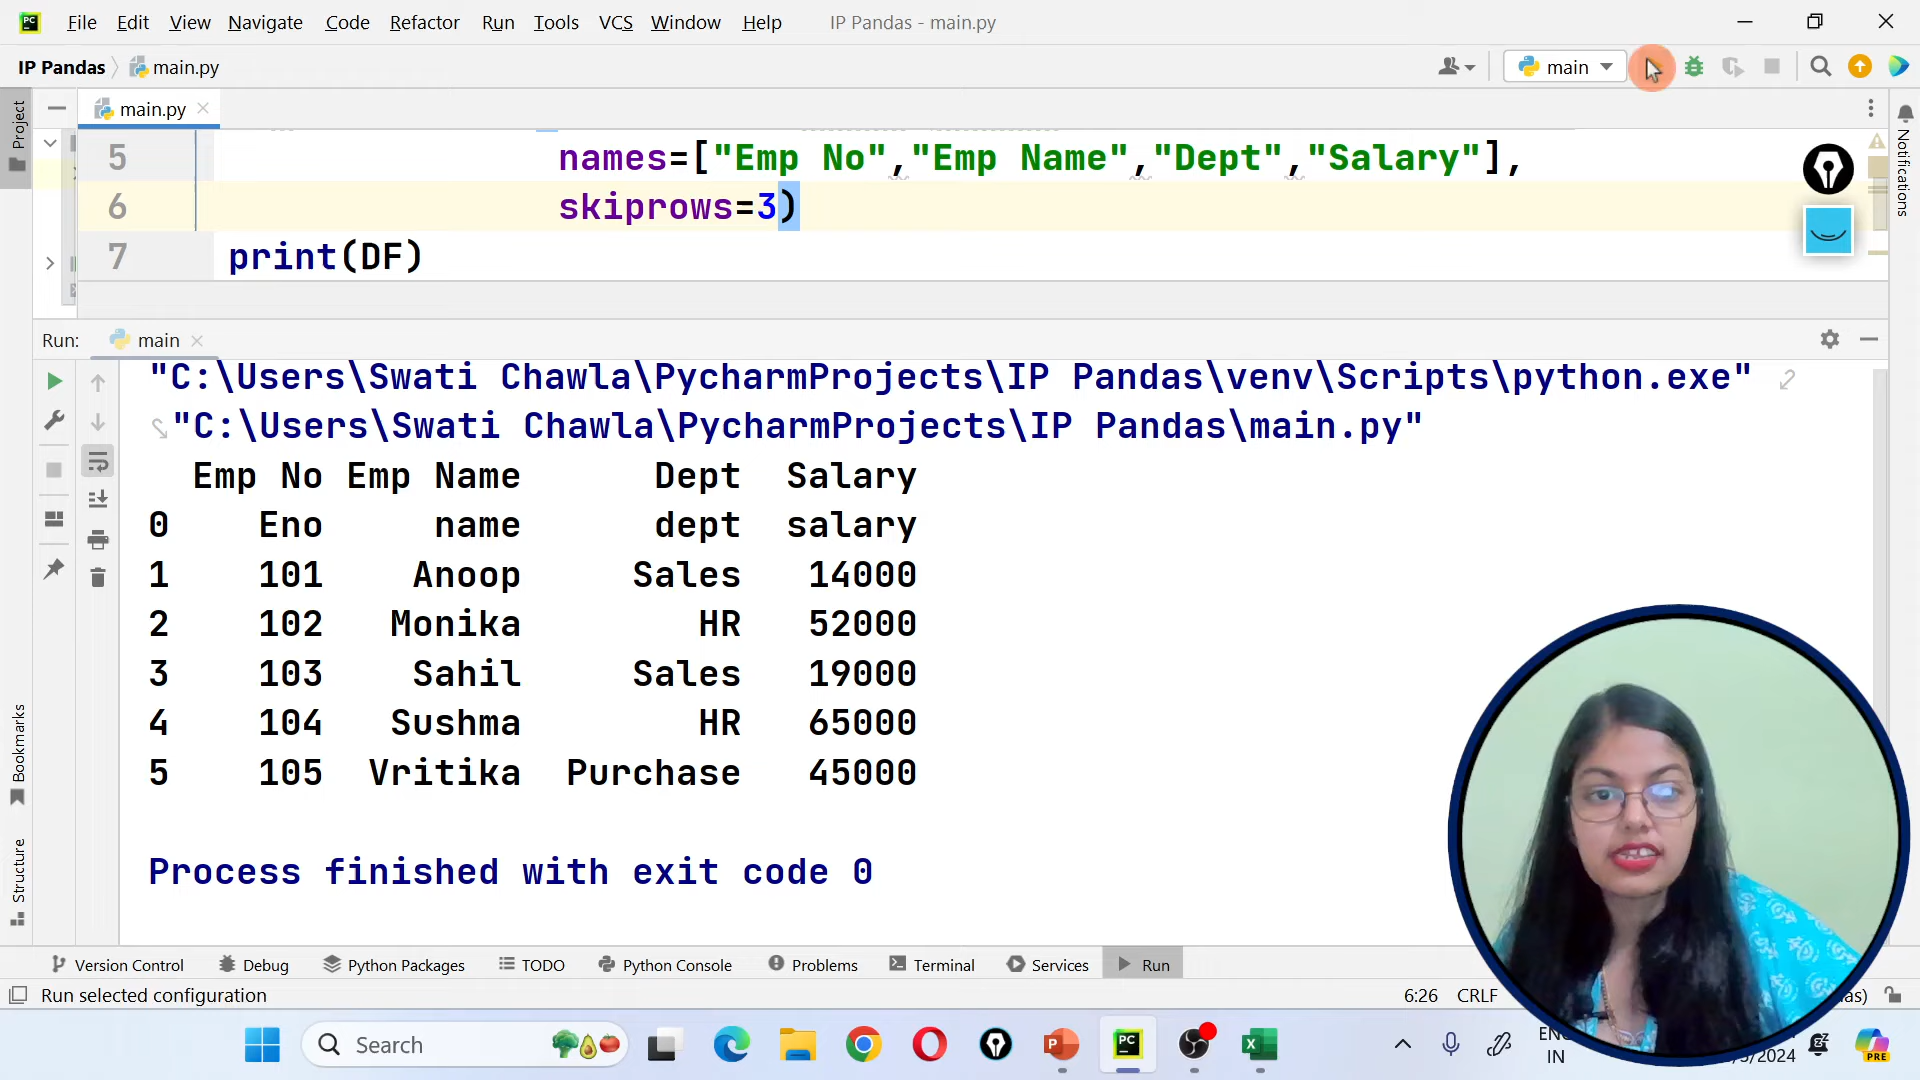 File Edit View Navigate Code Refactor Run Tools VCS Window Help IP Pandas - main.py
IP Pandas main.py main
Project
main.py
Notifications
5 names=["Emp No","Emp Name","Dept","Salary"],
6 skiprows=3)
7 print(DF)
Run: main
"C:\Users\Swati Chawla\PycharmProjects\IP Pandas\venv\Scripts\python.exe"
"C:\Users\Swati Chawla\PycharmProjects\IP Pandas\main.py"
Emp No Emp Name Dept Salary
0 Eno name dept salary
1 101 Anoop Sales 14000
2 102 Monika HR 52000
3 103 Sahil Sales 19000
4 104 Sushma HR 65000
5 105 Vritika Purchase 45000
Process finished with exit code 0
Bookmarks
Structure
Version Control Debug Python Packages TODO Python Console Problems Terminal Services Run
Run selected configuration 6:26 CRLF
Search
IN
PRE